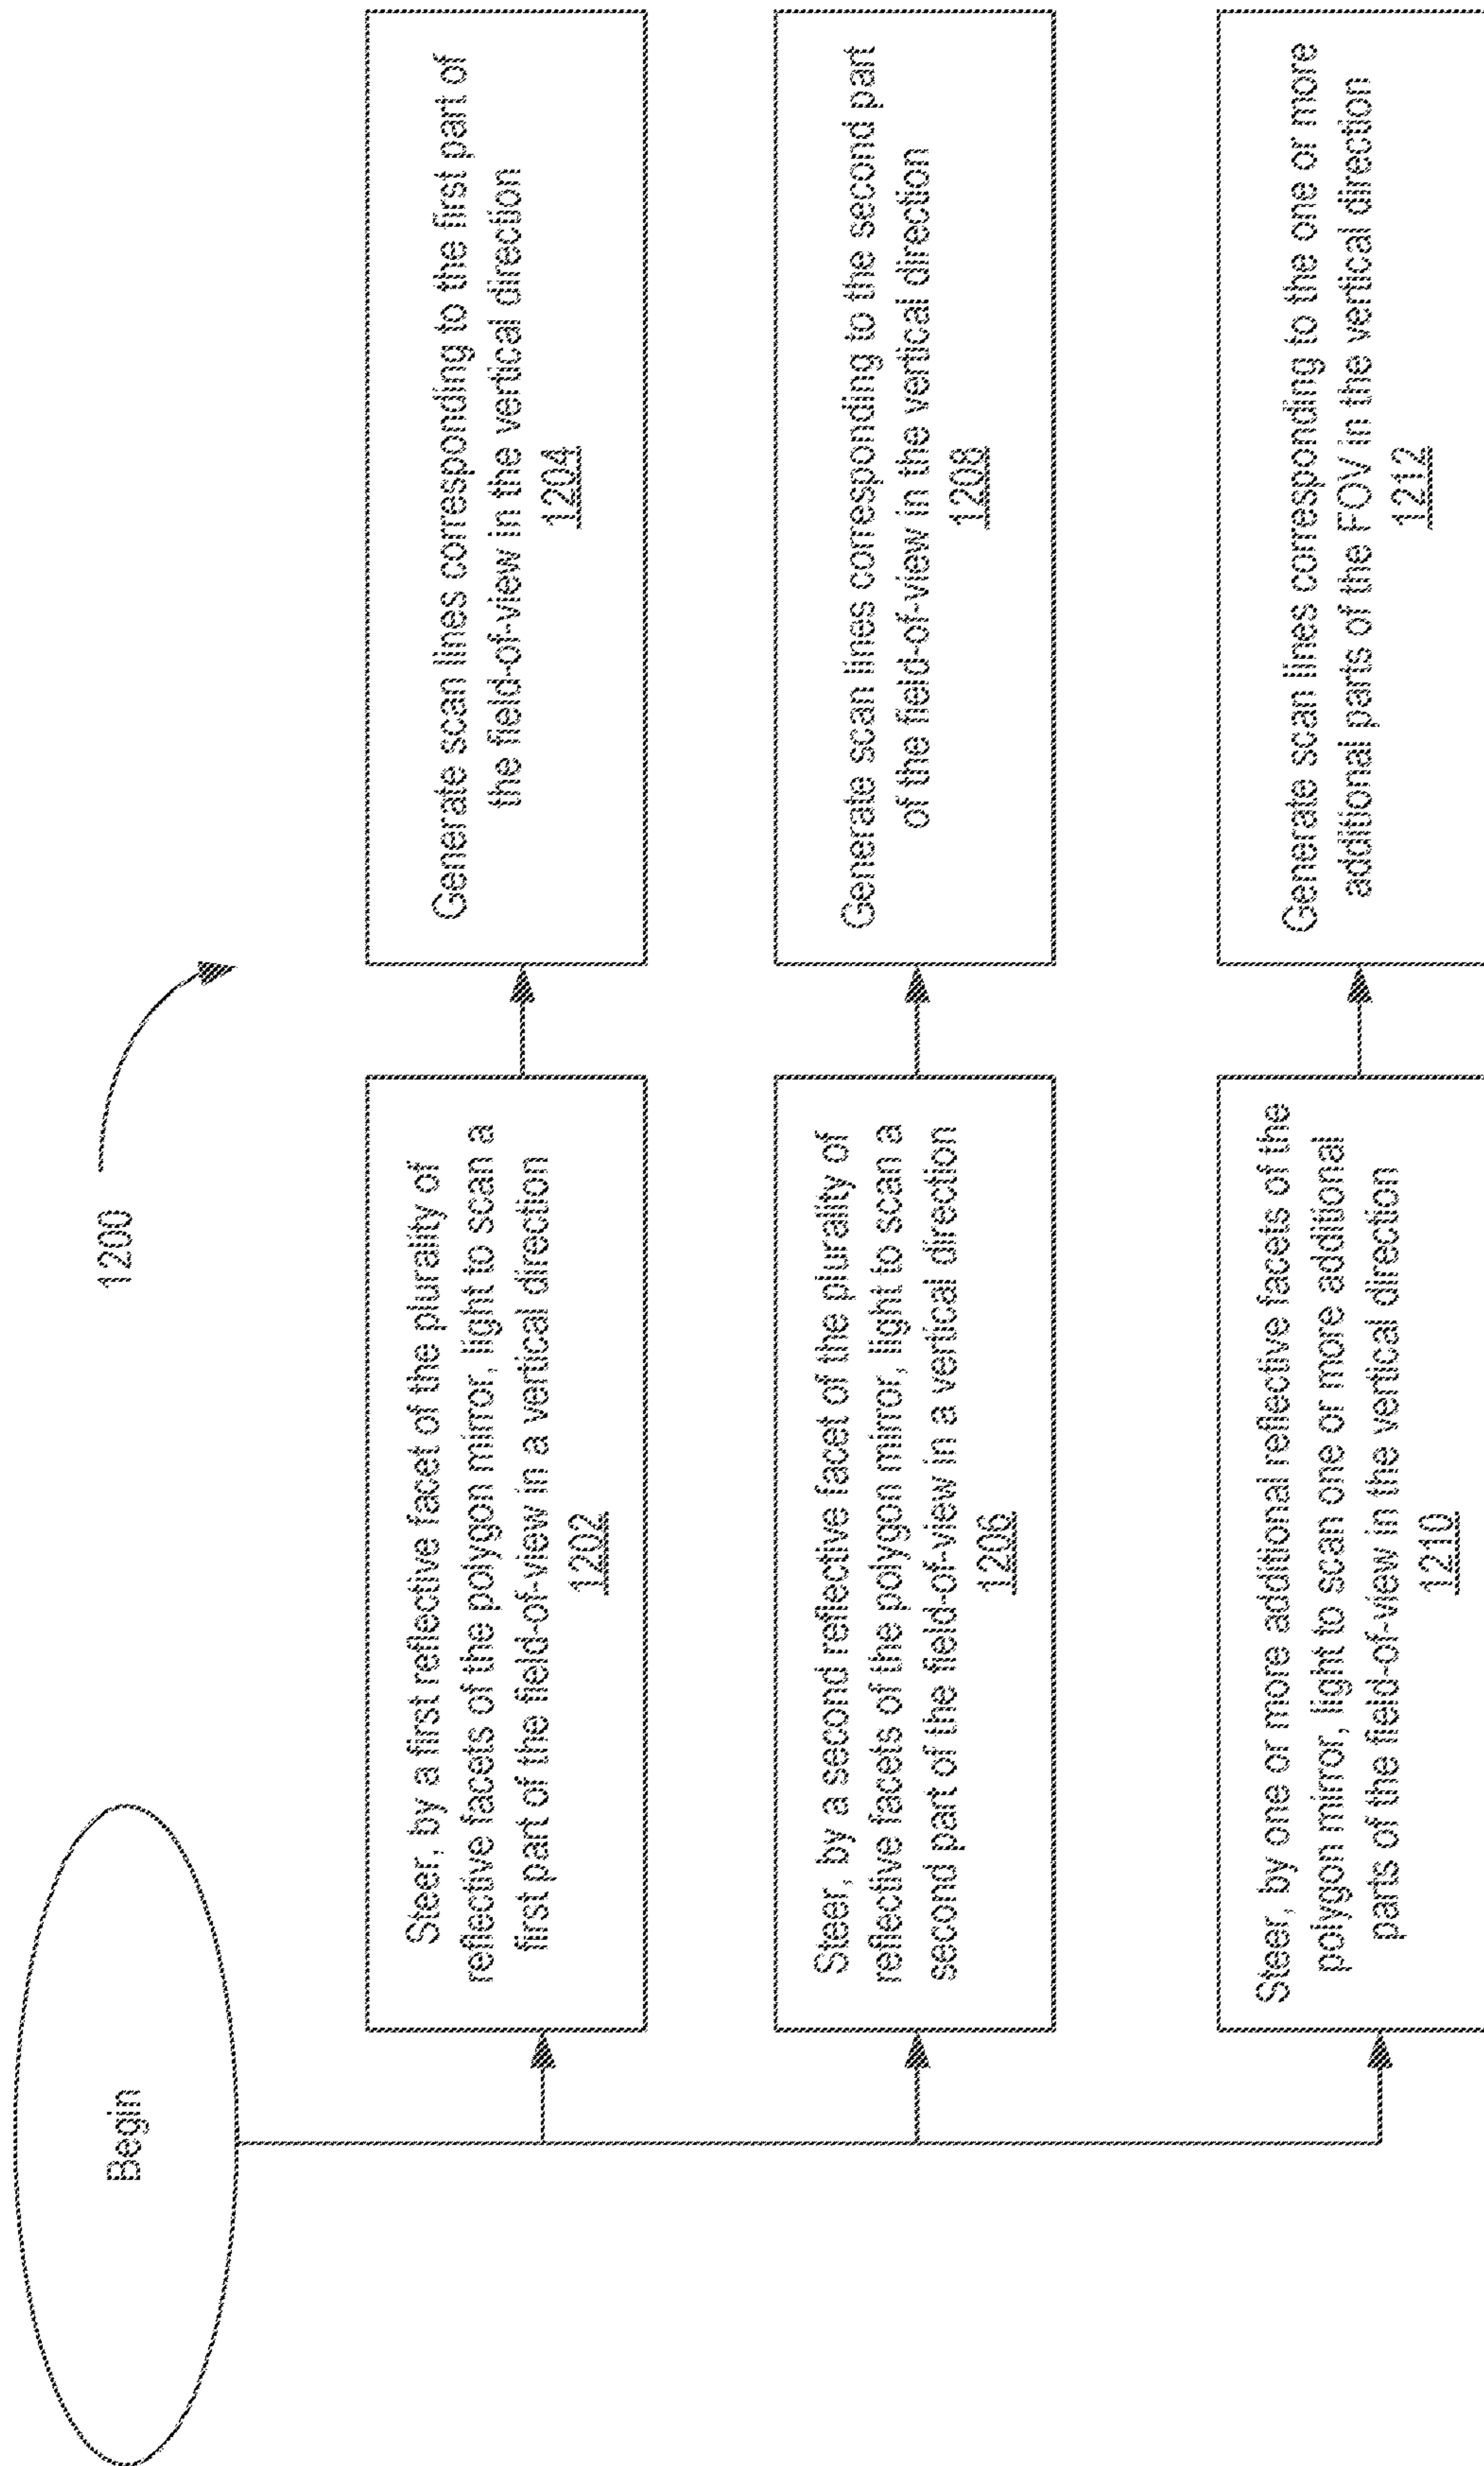 1200
Begin
Steer, by a first reflective facet of the plurality of
reflective facets of the polygon mirror, light to scan a
first part of the field-of-view in a vertical direction
1202
Generate scan lines corresponding to the first part of
the field-of-view in the vertical direction
1204
Steer, by a second reflective facet of the plurality of
reflective facets of the polygon mirror, light to scan a
second part of the field-of-view in a vertical direction
1206
Generate scan lines corresponding to the second part
of the field-of-view in the vertical direction
1208
Steer, by one or more additional reflective facets of the
polygon mirror, light to scan one or more additional
parts of the field-of-view in the vertical direction
1210
Generate scan lines corresponding to the one or more
additional parts of the FOV in the vertical direction
1212